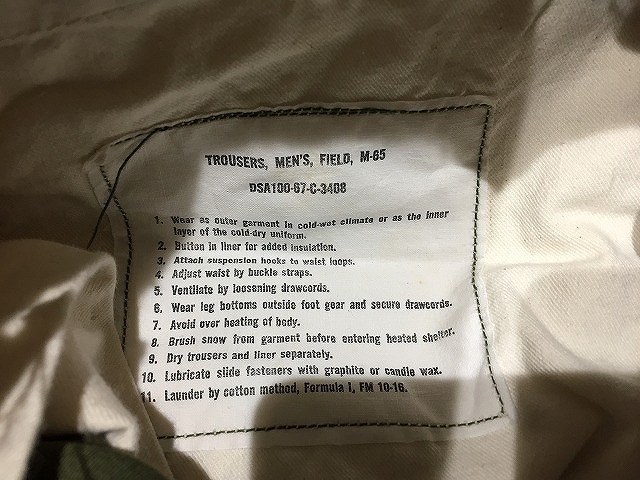 TROUSERS, MEN'S, FIELD, M-65
DSA100-67-C-3408
1. Wear as outer garment in cold-wet climate or as the inner
layer of the cold-dry uniform.
2. Button in liner for added insulation.
3. Attach suspension hooks to waist loops.
4. Adjust waist by buckle straps.
5. Ventilate by loosening drawcords.
6. Wear leg bottoms outside foot gear and secure drawcords.
7. Avoid over heating of body.
8. Brush snow from garment before entering heated shelter.
9. Dry trousers and liner separately.
10. Lubricate slide fasteners with graphite or candle wax.
11. Launder by cotton method, Formula I, FM 10-16.